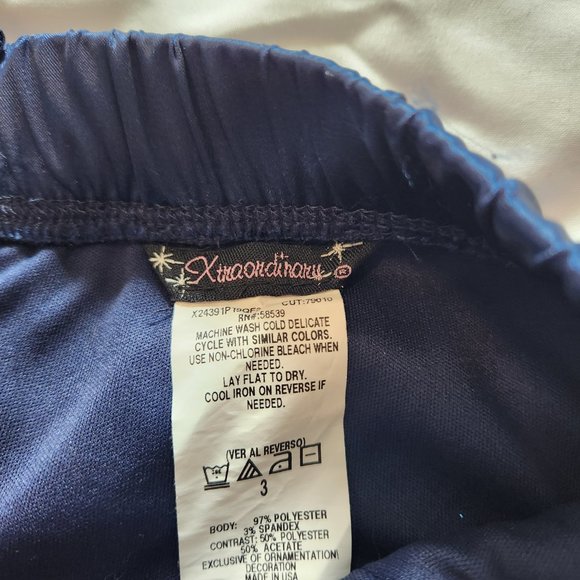 Xtraordinary ®
CUT:79010
RN#:58539
MACHINE WASH COLD DELICATE
CYCLE WITH SIMILAR COLORS.
USE NON-CHLORINE BLEACH WHEN
NEEDED.
LAY FLAT TO DRY.
COOL IRON ON REVERSE IF
NEEDED.
(VER AL REVERSO)
3
BODY: 97% POLYESTER
3% SPANDEX
CONTRAST: 50% POLYESTER
50% ACETATE
EXCLUSIVE OF ORNAMENTATION/
DECORATION
MADE IN USA